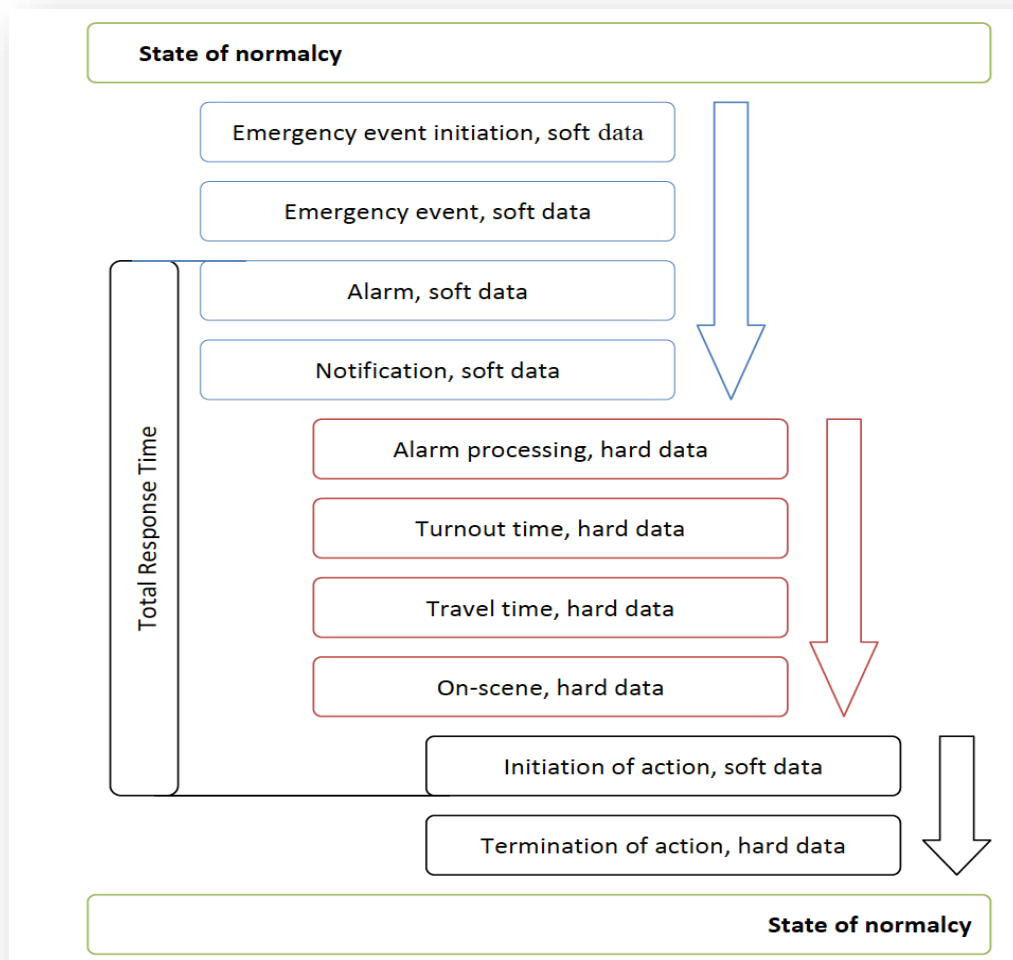 State of normalcy
Emergency event initiation, soft data
Emergency event, soft data
Alarm, soft data
Notification, soft data
Total Response Time
Alarm processing, hard data
Turnout time, hard data
Travel time, hard data
On-scene, hard data
Initiation of action, soft data
Termination of action, hard data
State of normalcy